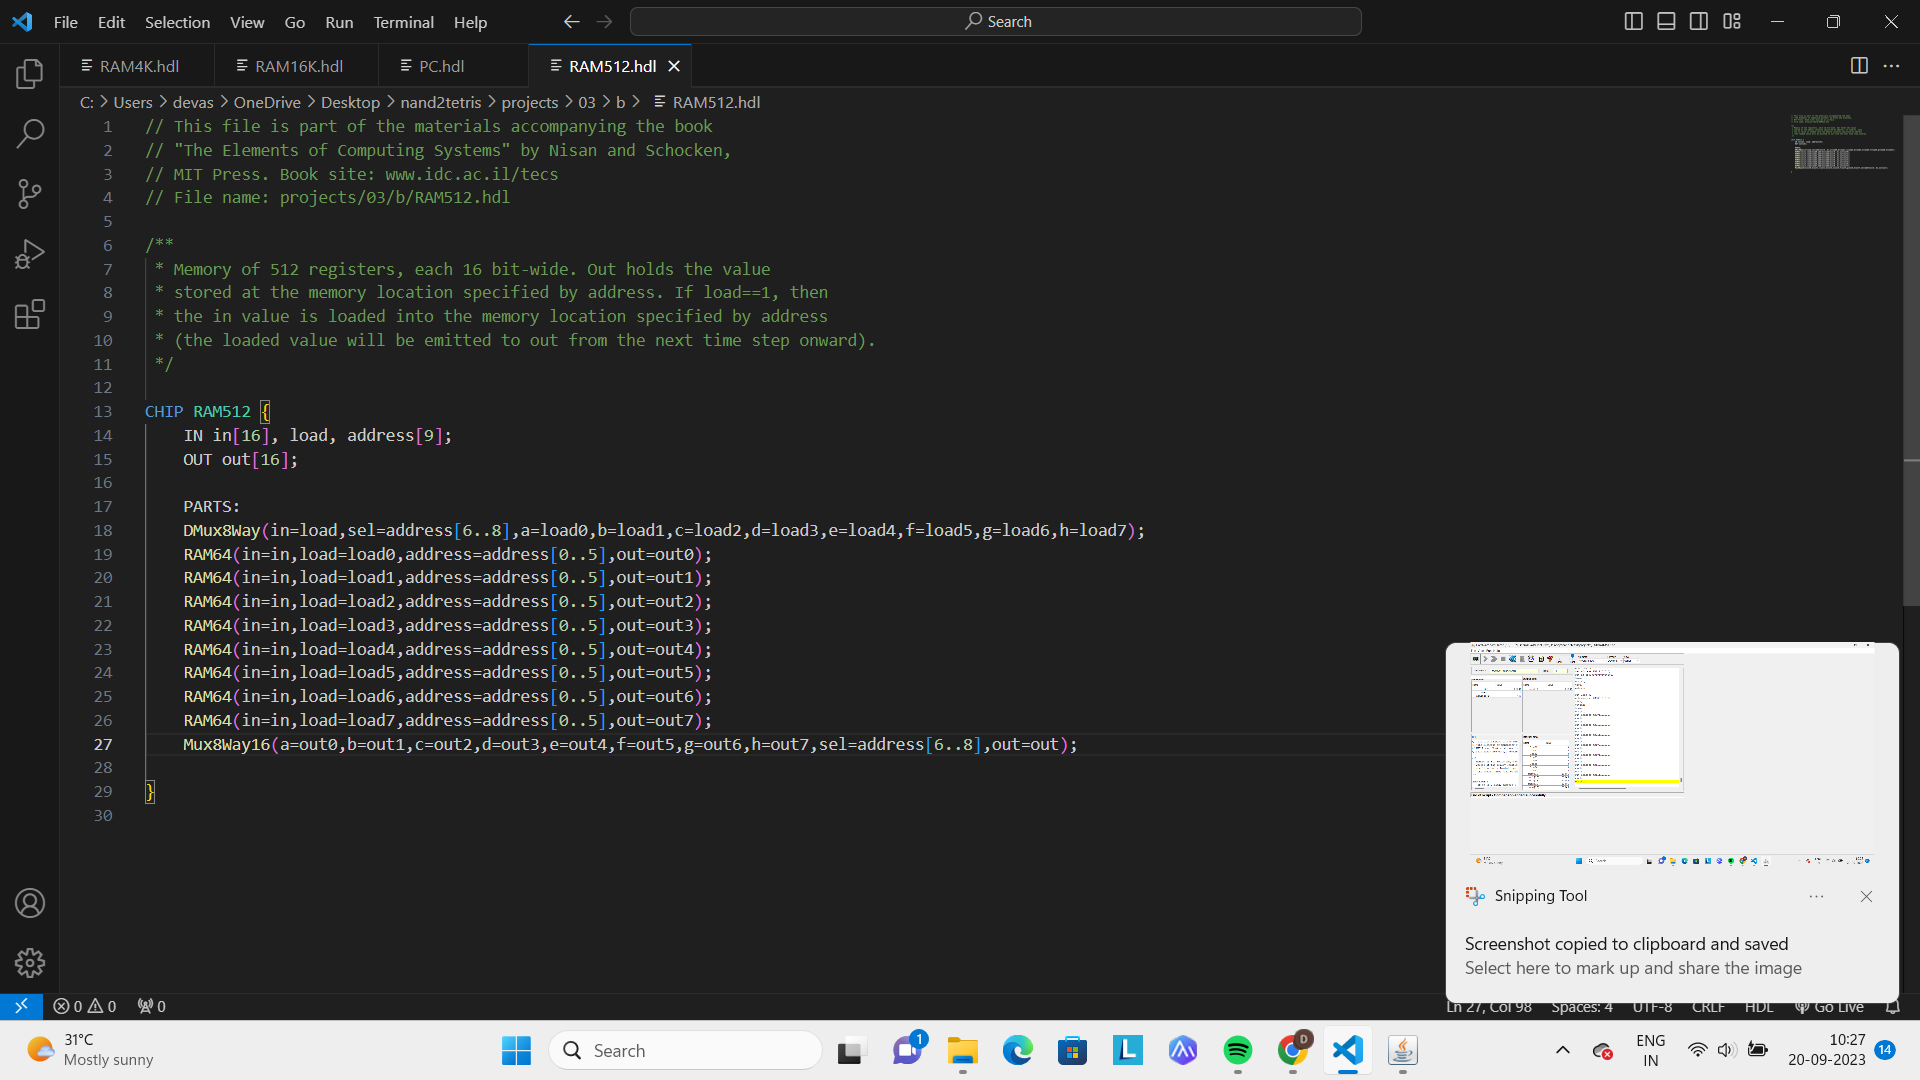 File Edit Selection View Go Run Terminal Help
Search
RAM4K.hdl RAM16K.hdl PC.hdl RAM512.hdl
C: > Users > devas > OneDrive > Desktop > nand2tetris > projects > 03 > b > RAM512.hdl
1 // This file is part of the materials accompanying the book
2 // "The Elements of Computing Systems" by Nisan and Schocken,
3 // MIT Press. Book site: www.idc.ac.il/tecs
4 // File name: projects/03/b/RAM512.hdl
5
6 /**
7 * Memory of 512 registers, each 16 bit-wide. Out holds the value
8 * stored at the memory location specified by address. If load==1, then
9 * the in value is loaded into the memory location specified by address
10 * (the loaded value will be emitted to out from the next time step onward).
11 */
12
13 CHIP RAM512 {
14 IN in[16], load, address[9];
15 OUT out[16];
16
17 PARTS:
18 DMux8Way(in=load,sel=address[6..8],a=load0,b=load1,c=load2,d=load3,e=load4,f=load5,g=load6,h=load7);
19 RAM64(in=in,load=load0,address=address[0..5],out=out0);
20 RAM64(in=in,load=load1,address=address[0..5],out=out1);
21 RAM64(in=in,load=load2,address=address[0..5],out=out2);
22 RAM64(in=in,load=load3,address=address[0..5],out=out3);
23 RAM64(in=in,load=load4,address=address[0..5],out=out4);
24 RAM64(in=in,load=load5,address=address[0..5],out=out5);
25 RAM64(in=in,load=load6,address=address[0..5],out=out6);
26 RAM64(in=in,load=load7,address=address[0..5],out=out7);
27 Mux8Way16(a=out0,b=out1,c=out2,d=out3,e=out4,f=out5,g=out6,h=out7,sel=address[6..8],out=out);
28
29 }
30
Snipping Tool
Screenshot copied to clipboard and saved
Select here to mark up and share the image
0 0 0
Ln 27, Col 98 Spaces: 4 UTF-8 CRLF HDL Go Live
31°C
Mostly sunny
Search
1
L
D
ENG
IN
10:27
20-09-2023
14